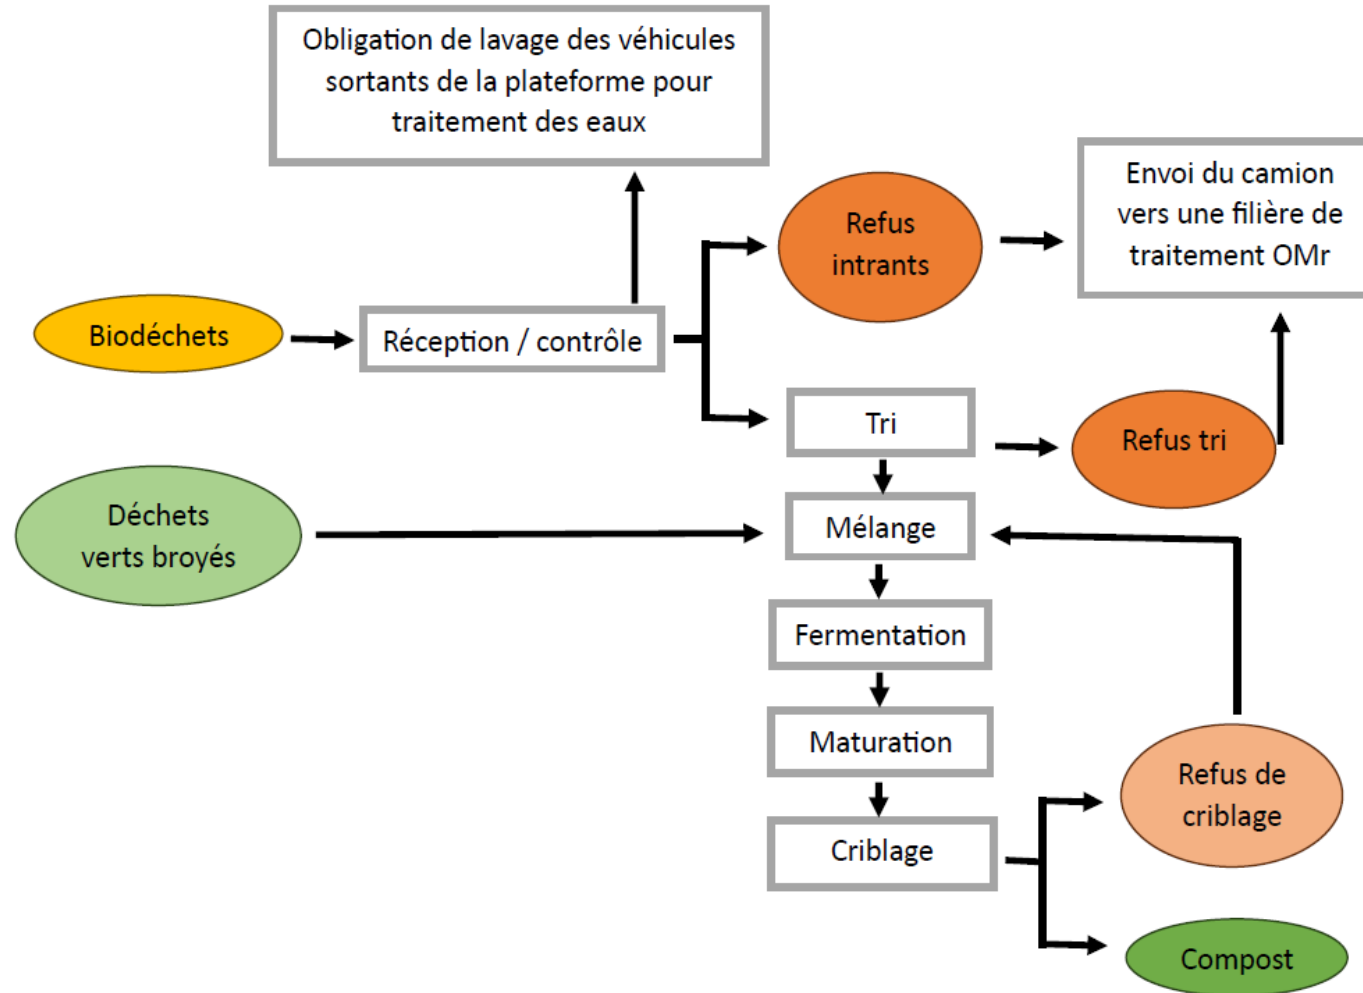 Obligation de lavage des véhicules
sortants de la plateforme pour
traitement des eaux
Refus
intrants
Envoi du camion
vers une filière de
traitement OMr
Biodéchets
Réception / contrôle
Tri
Refus tri
Déchets
verts broyés
Mélange
Fermentation
Maturation
Refus de
criblage
Criblage
Compost